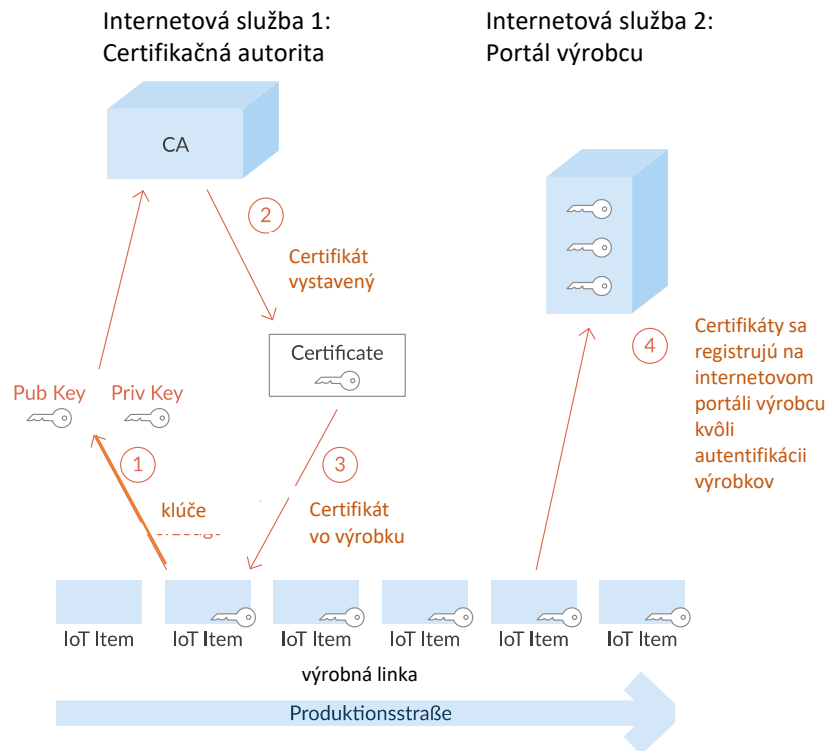 Internetová služba 1:
Certifikačná autorita
Internetová služba 2:
Portál výrobcu
CA
2
Certifikát
vystavený
Certificate
4
Certifikáty sa
registrujú na
internetovom
portáli výrobcu
kvôli
autentifikácii
výrobkov
Pub Key
Priv Key
1
klúče
3
Certifikát
vo výrobku
IoT Item
IoT Item
IoT Item
IoT Item
IoT Item
IoT Item
výrobná linka
Produktionsstraße